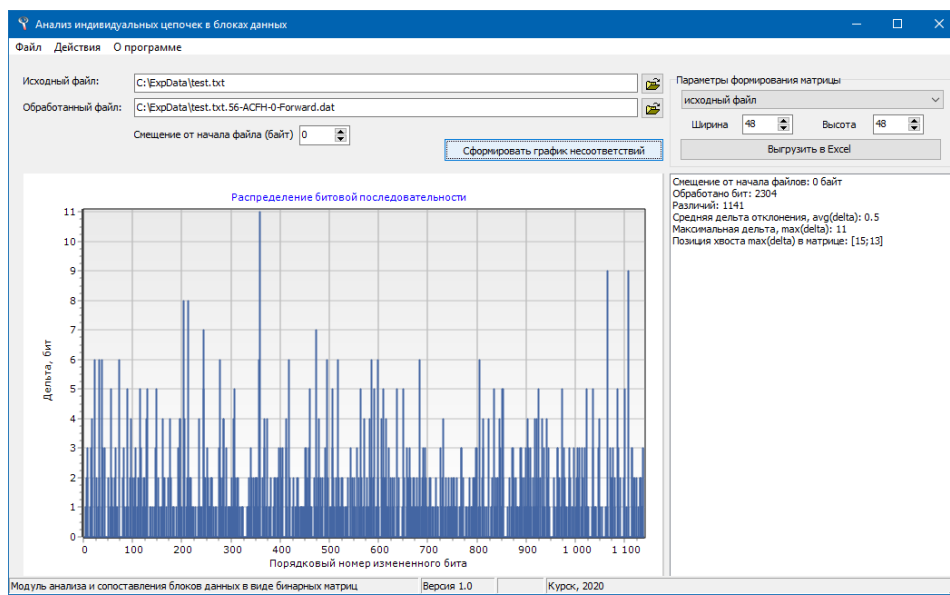 Анализ индивидуальных цепочек в блоках данных
Файл Действия О программе
Исходный файл: C:\ExpData\test.txt
Обработанный файл: C:\ExpData\test.txt.56-ACFH-0-Forward.dat
Смещение от начала файла (байт) 0
Сформировать график несоответствий
Параметры формирования матрицы
исходный файл
Ширина 48 Высота 48
Выгрузить в Excel
Распределение битовой последовательности
11
10
9
8
7
6
5
4
3
2
1
0
Дельта, бит
0 100 200 300 400 500 600 700 800 900 1 000 1 100
Порядковый номер измененного бита
Смещение от начала файлов: 0 байт
Обработано бит: 2304
Различий: 1141
Средняя дельта отклонения, avg(delta): 0.5
Максимальная дельта, max(delta): 11
Позиция хвоста max(delta) в матрице: [15;13]
Модуль анализа и сопоставления блоков данных в виде бинарных матриц Версия 1.0 Курск, 2020